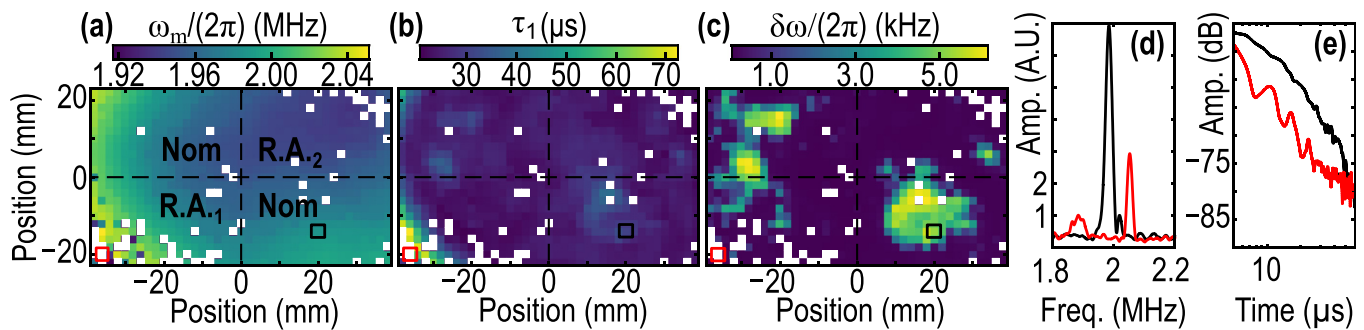 (a) ωm/(2π) (MHz)
1.92 1.96 2.00 2.04
Position (mm)
20
0
−20
Nom R.A.2
R.A.1 Nom
−20 0 20
Position (mm)
(b) τ1(µs)
30 40 50 60 70
−20 0 20
Position (mm)
(c) δω/(2π) (kHz)
1.0 3.0 5.0
−20 0 20
Position (mm)
(d)
Amp. (A.U.)
2
1
1.8 2 2.2
Freq. (MHz)
(e)
Amp. (dB)
−75
−85
10
Time (µs)